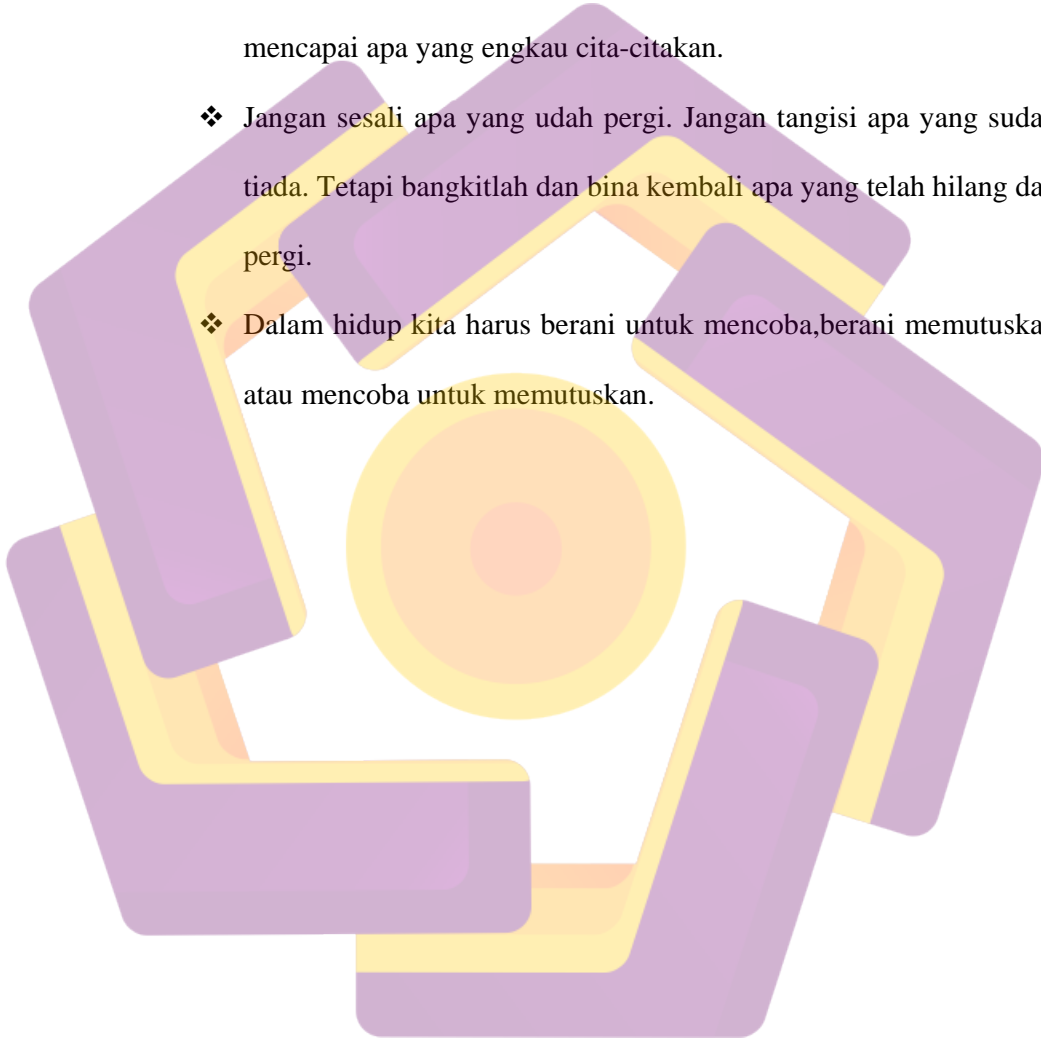 mencapai apa yang engkau cita-citakan.
❖ Jangan sesali apa yang udah pergi. Jangan tangisi apa yang suda
tiada. Tetapi bangkitlah dan bina kembali apa yang telah hilang da
pergi.
❖ Dalam hidup kita harus berani untuk mencoba,berani memutuska
atau mencoba untuk memutuskan.